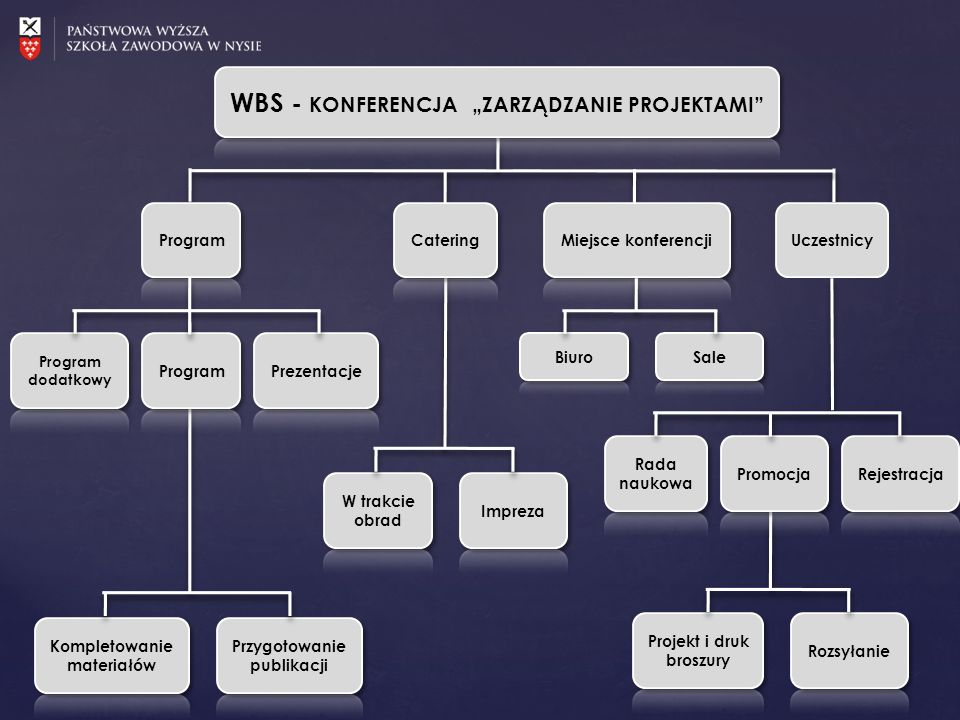 PAŃSTWOWA WYŻSZA
SZKOŁA ZAWODOWA W NYSIE
WBS - KONFERENCJA „ZARZĄDZANIE PROJEKTAMI”
Program
Catering
Miejsce konferencji
Uczestnicy
Program
dodatkowy
Program
Prezentacje
Biuro
Sale
Rada
naukowa
Promocja
Rejestracja
W trakcie
obrad
Impreza
Kompletowanie
materiałów
Przygotowanie
publikacji
Projekt i druk
broszury
Rozsyłanie